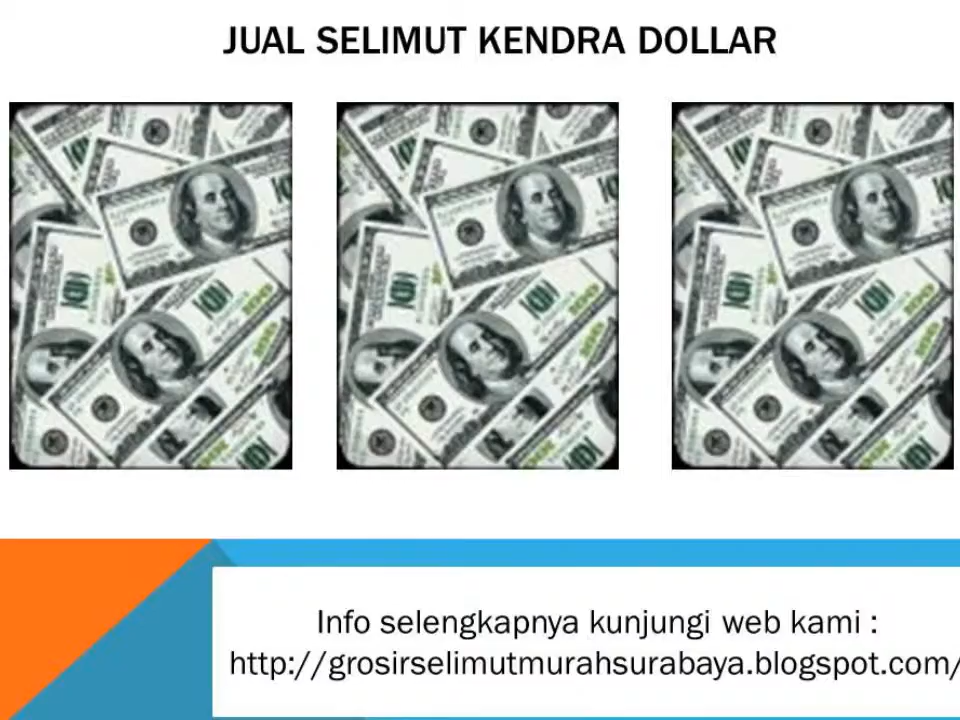 JUAL SELIMUT KENDRA DOLLAR
Info selengkapnya kunjungi web kami :
http://grosirselimutmurahsurabaya.blogspot.com/